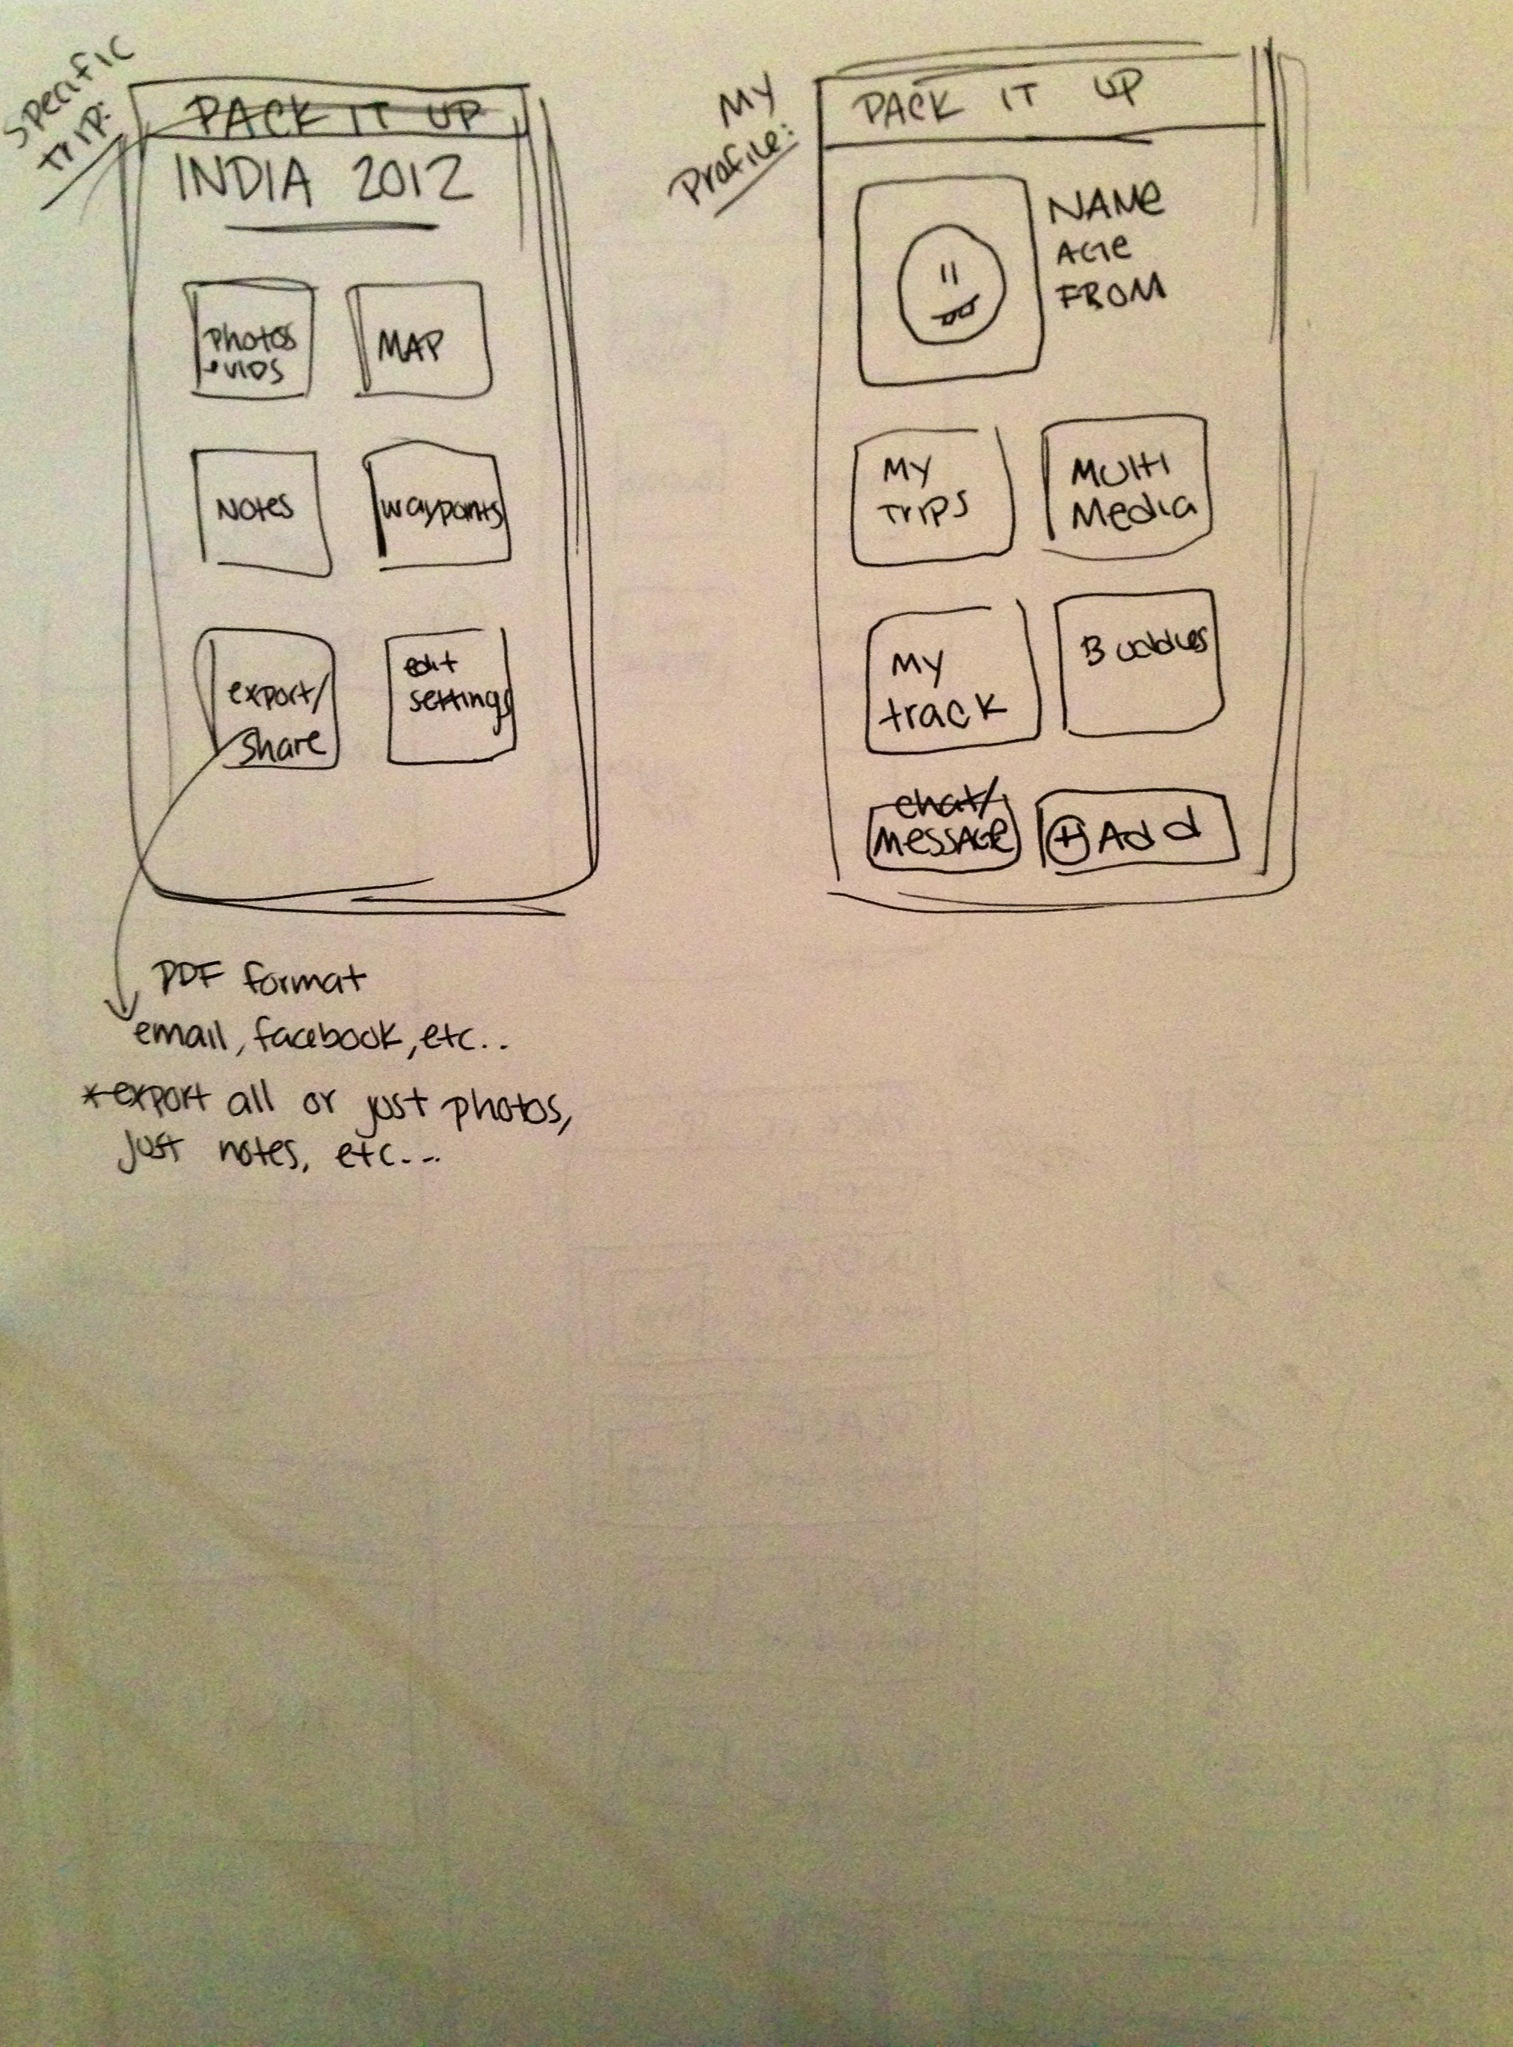 Specific
Trip:
PACK IT UP
INDIA 2012
Photos
+ VIDS
MAP
Notes
waypoints
export/
share
edit
settings
PDF format
email, facebook, etc..
*export all or just photos,
just notes, etc...
My
Profile:
PACK IT UP
NAMe
AGe
FROM
My
Trips
Multi
Media
My
track
Buddies
chat/
MessAGe
+ Add